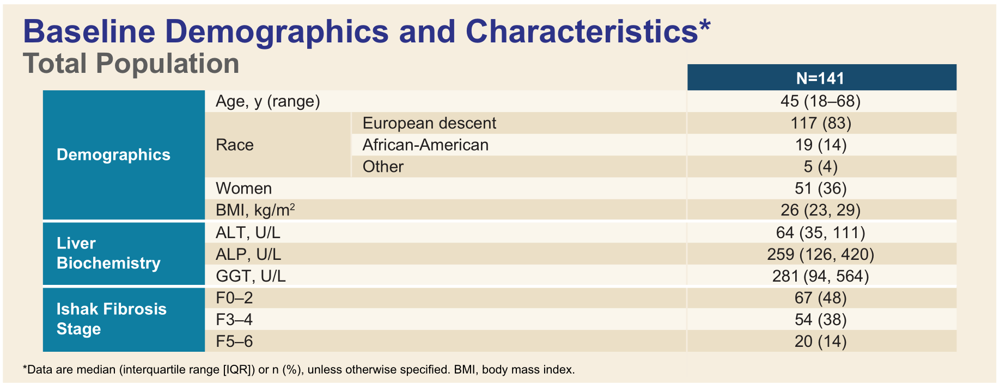 Baseline Demographics and Characteristics*
Total Population
N=141
Demographics
Age, y (range) 45 (18–68)
Race
European descent 117 (83)
African-American 19 (14)
Other 5 (4)
Women 51 (36)
BMI, kg/m² 26 (23, 29)
Liver
Biochemistry
ALT, U/L 64 (35, 111)
ALP, U/L 259 (126, 420)
GGT, U/L 281 (94, 564)
Ishak Fibrosis
Stage
F0–2 67 (48)
F3–4 54 (38)
F5–6 20 (14)
*Data are median (interquartile range [IQR]) or n (%), unless otherwise specified. BMI, body mass index.